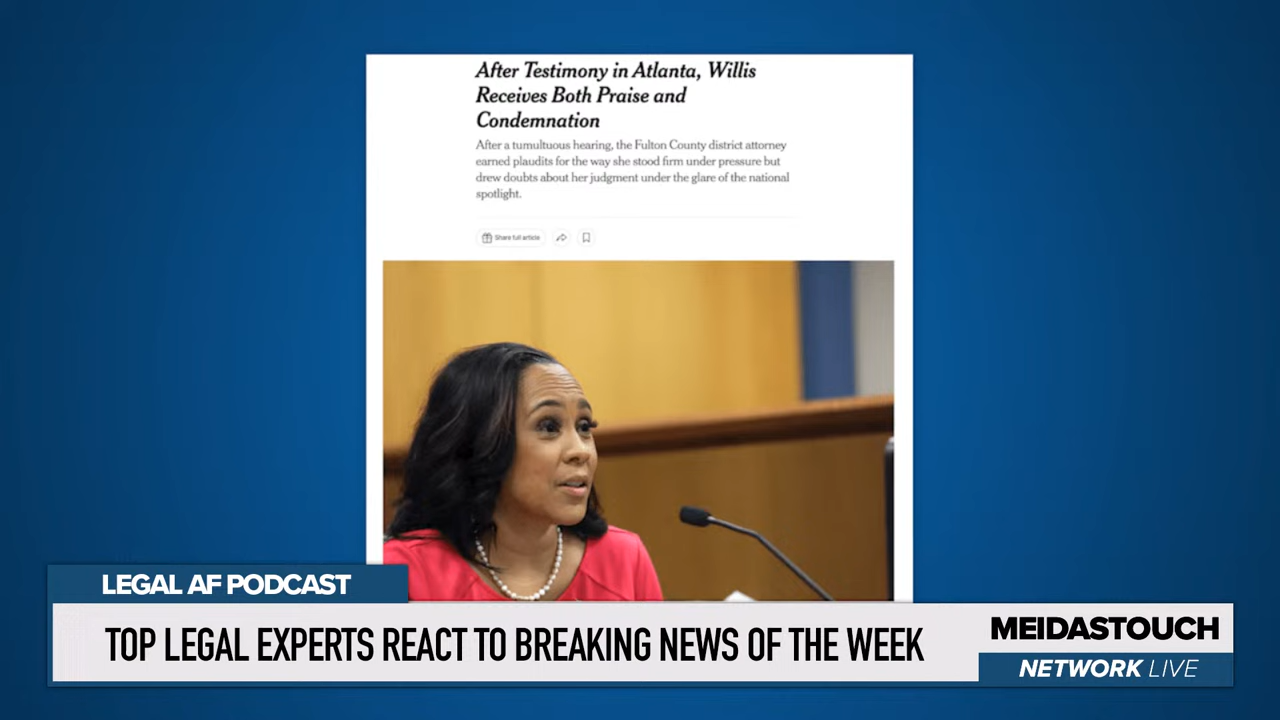 After Testimony in Atlanta, Willis
Receives Both Praise and
Condemnation
After a tumultuous hearing, the Fulton County district attorney
earned plaudits for the way she stood firm under pressure but
drew doubts about her judgment under the glare of the national
spotlight.
Share full article
LEGAL AF PODCAST
TOP LEGAL EXPERTS REACT TO BREAKING NEWS OF THE WEEK
MEIDASTOUCH
NETWORK LIVE